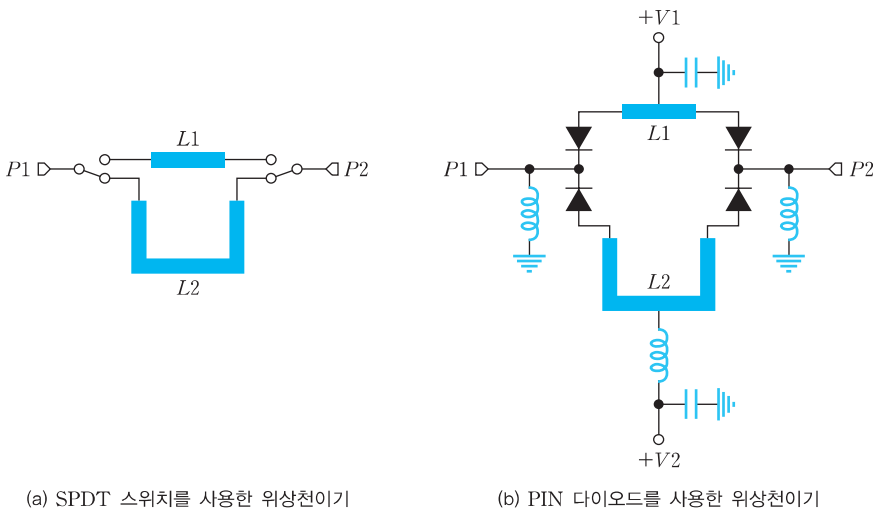 +V1
L1
L1
P1
P2
P1
P2
L2
L2
+V2
(a) SPDT 스위치를 사용한 위상천이기
(b) PIN 다이오드를 사용한 위상천이기